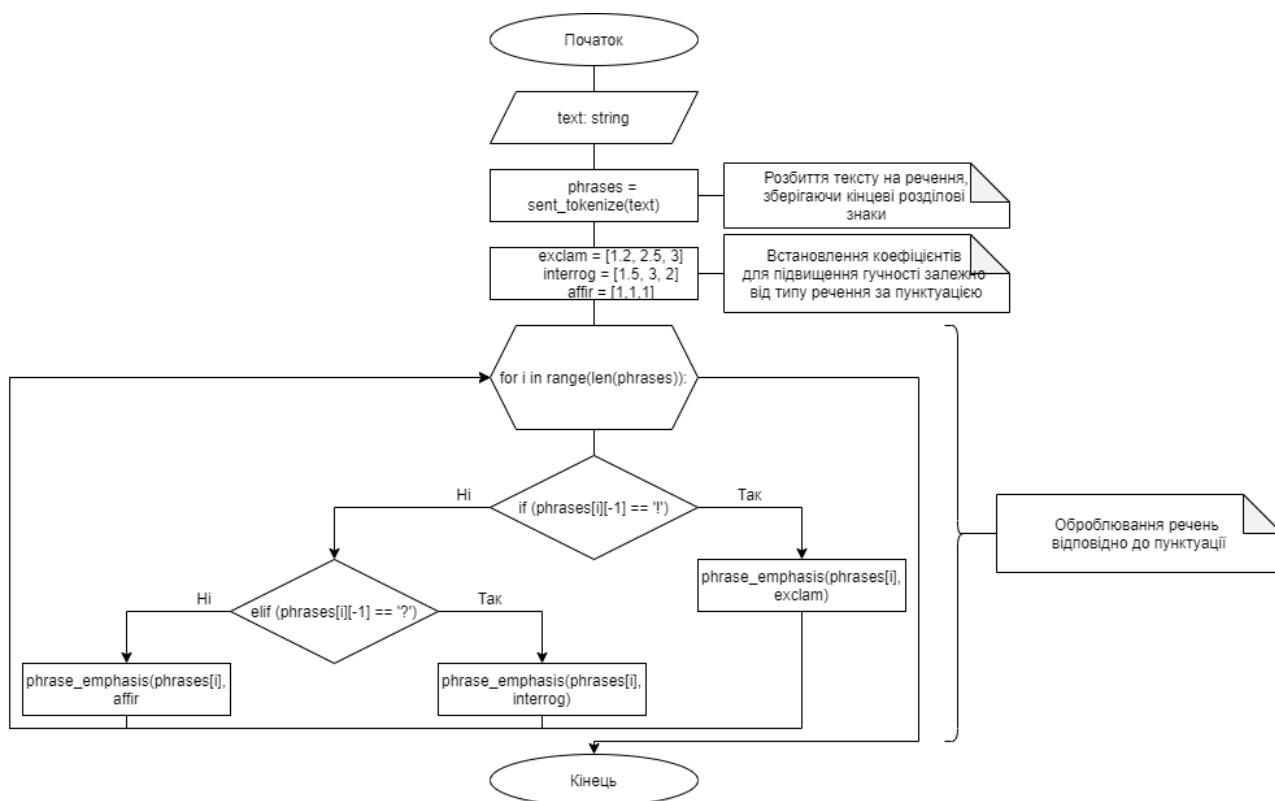 Початок
text: string
phrases =
sent_tokenize(text)
Розбиття тексту на речення,
зберігаючи кінцеві розділові
знаки
exclam = [1.2, 2.5, 3]
interrog = [1.5, 3, 2]
affir = [1,1,1]
Встановлення коефіцієнтів
для підвищення гучності залежно
від типу речення за пунктуацією
for i in range(len(phrases)):
Ні
if (phrases[i][-1] == '!')
Так
Оброблювання речень
відповідно до пунктуації
phrase_emphasis(phrases[i],
exclam)
Ні
elif (phrases[i][-1] == '?')
Так
phrase_emphasis(phrases[i],
affir
phrase_emphasis(phrases[i],
interrog)
Кінець